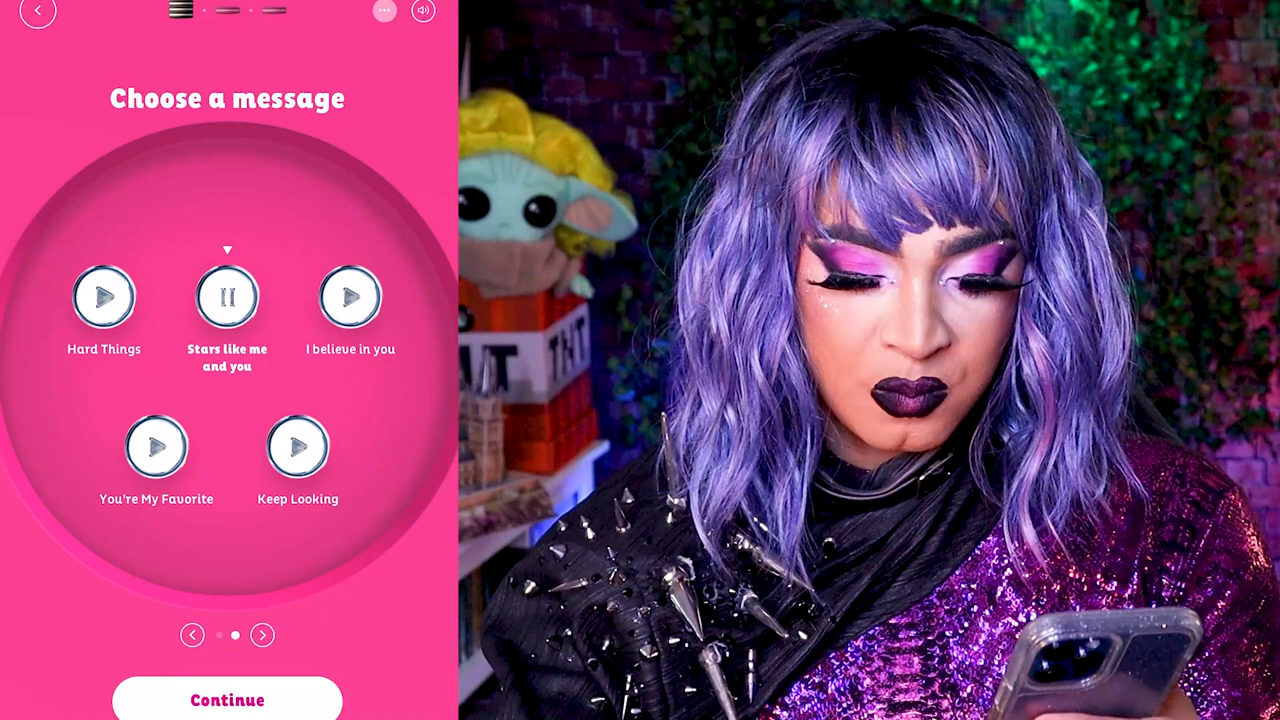 Choose a message
Hard Things
Stars like me
and you
I believe in you
You're My Favorite
Keep Looking
Continue
TNT